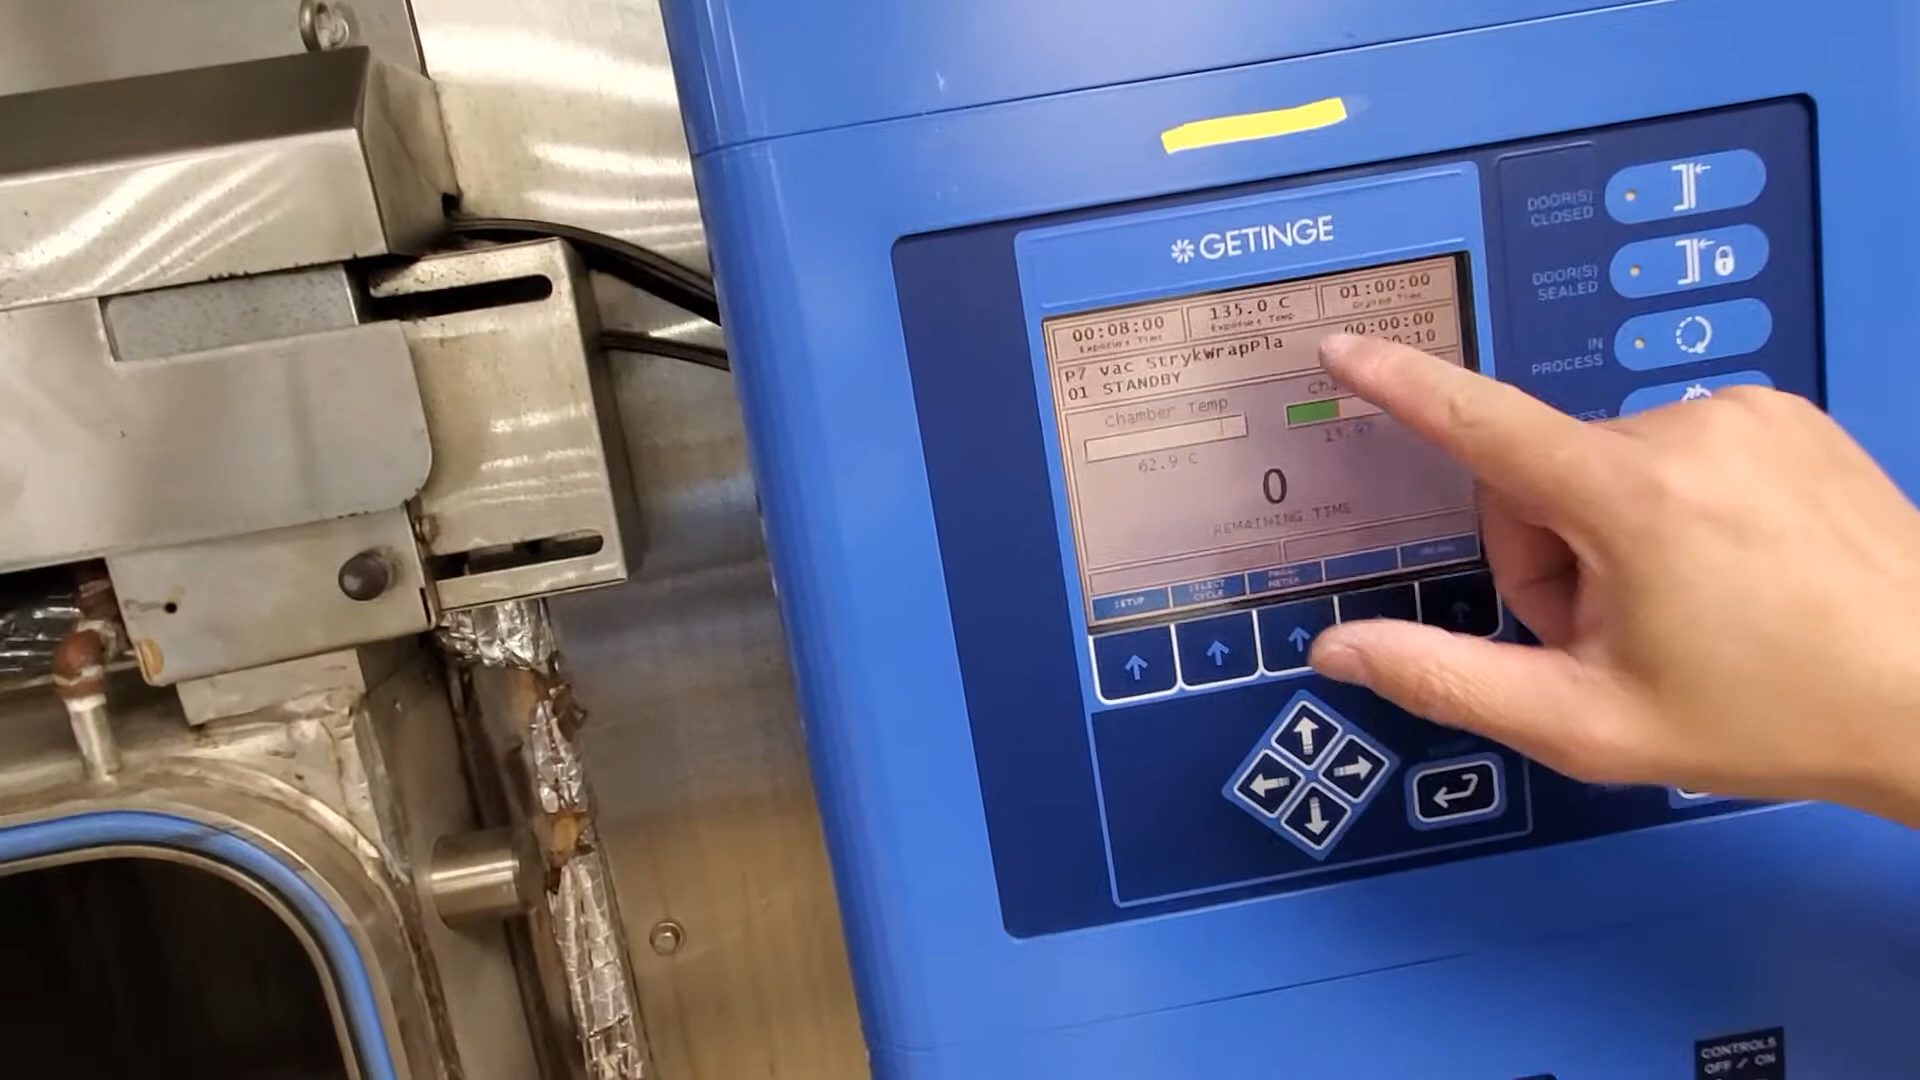 GETINGE
00:08:00
Exposure Time
135.0 C
Exposure Temp
01:00:00
Drying Time
P7 Vac StrykWrapPla
00:00:00
01 STANDBY
:10
Chamber Temp
62.9 C
0
REMAINING TIME
SETUP
SELECT
CYCLE
PARA-
METER
DOOR(S)
CLOSED
DOOR(S)
SEALED
IN
PROCESS
CONTROLS
OFF / ON